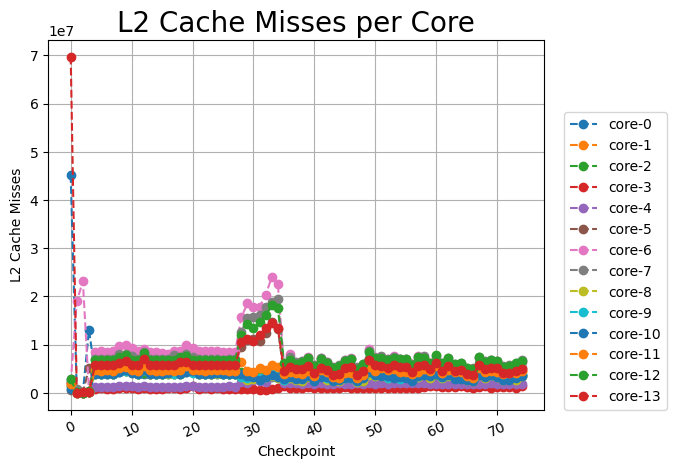 L2 Cache Misses per Core
1e7
7
6
5
4
3
2
1
0
L2 Cache Misses
0
10
20
30
40
50
60
70
Checkpoint
core-0
core-1
core-2
core-3
core-4
core-5
core-6
core-7
core-8
core-9
core-10
core-11
core-12
core-13